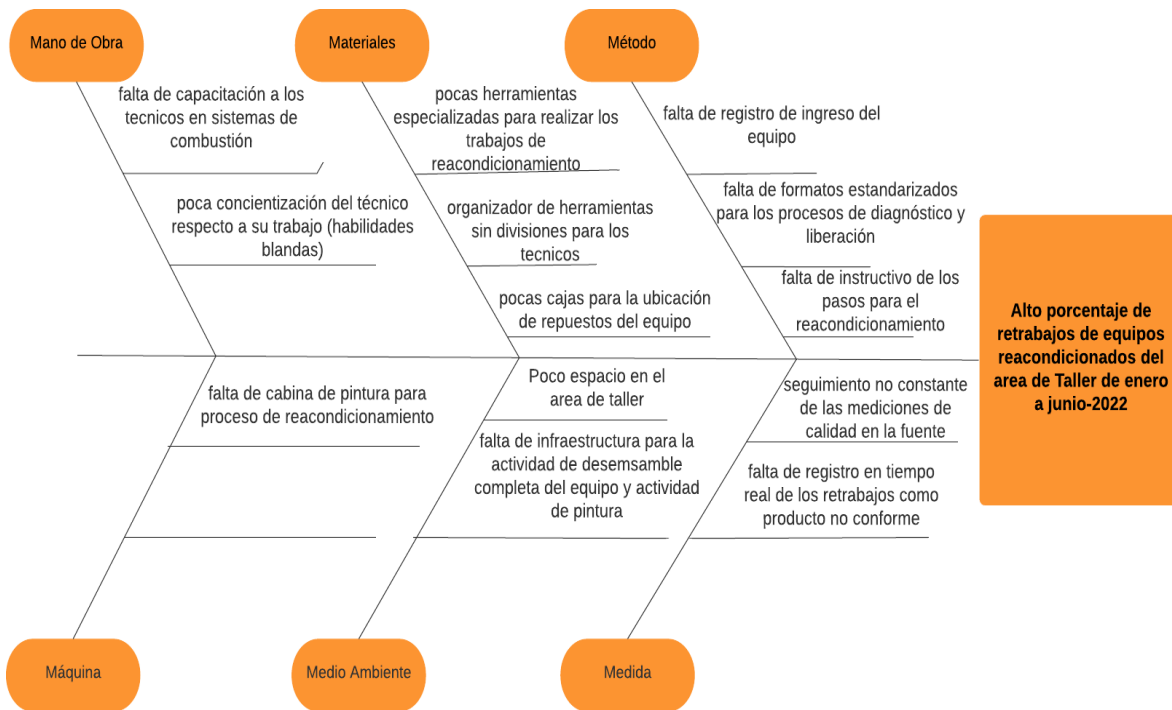 Mano de Obra
Materiales
Método
falta de capacitación a los
tecnicos en sistemas de
combustión
poca concientización del técnico
respecto a su trabajo (habilidades
blandas)
pocas herramientas
especializadas para realizar los
trabajos de
reacondicionamiento
organizador de herramientas
sin divisiones para los
tecnicos
pocas cajas para la ubicación
de repuestos del equipo
falta de registro de ingreso del
equipo
falta de formatos estandarizados
para los procesos de diagnóstico y
liberación
falta de instructivo de los
pasos para el
reacondicionamiento
Alto porcentaje de
retrabajos de equipos
reacondicionados del
area de Taller de enero
a junio-2022
falta de cabina de pintura para
proceso de reacondicionamiento
Poco espacio en el
area de taller
falta de infraestructura para la
actividad de desemsamble
completa del equipo y actividad
de pintura
seguimiento no constante
de las mediciones de
calidad en la fuente
falta de registro en tiempo
real de los retrabajos como
producto no conforme
Máquina
Medio Ambiente
Medida